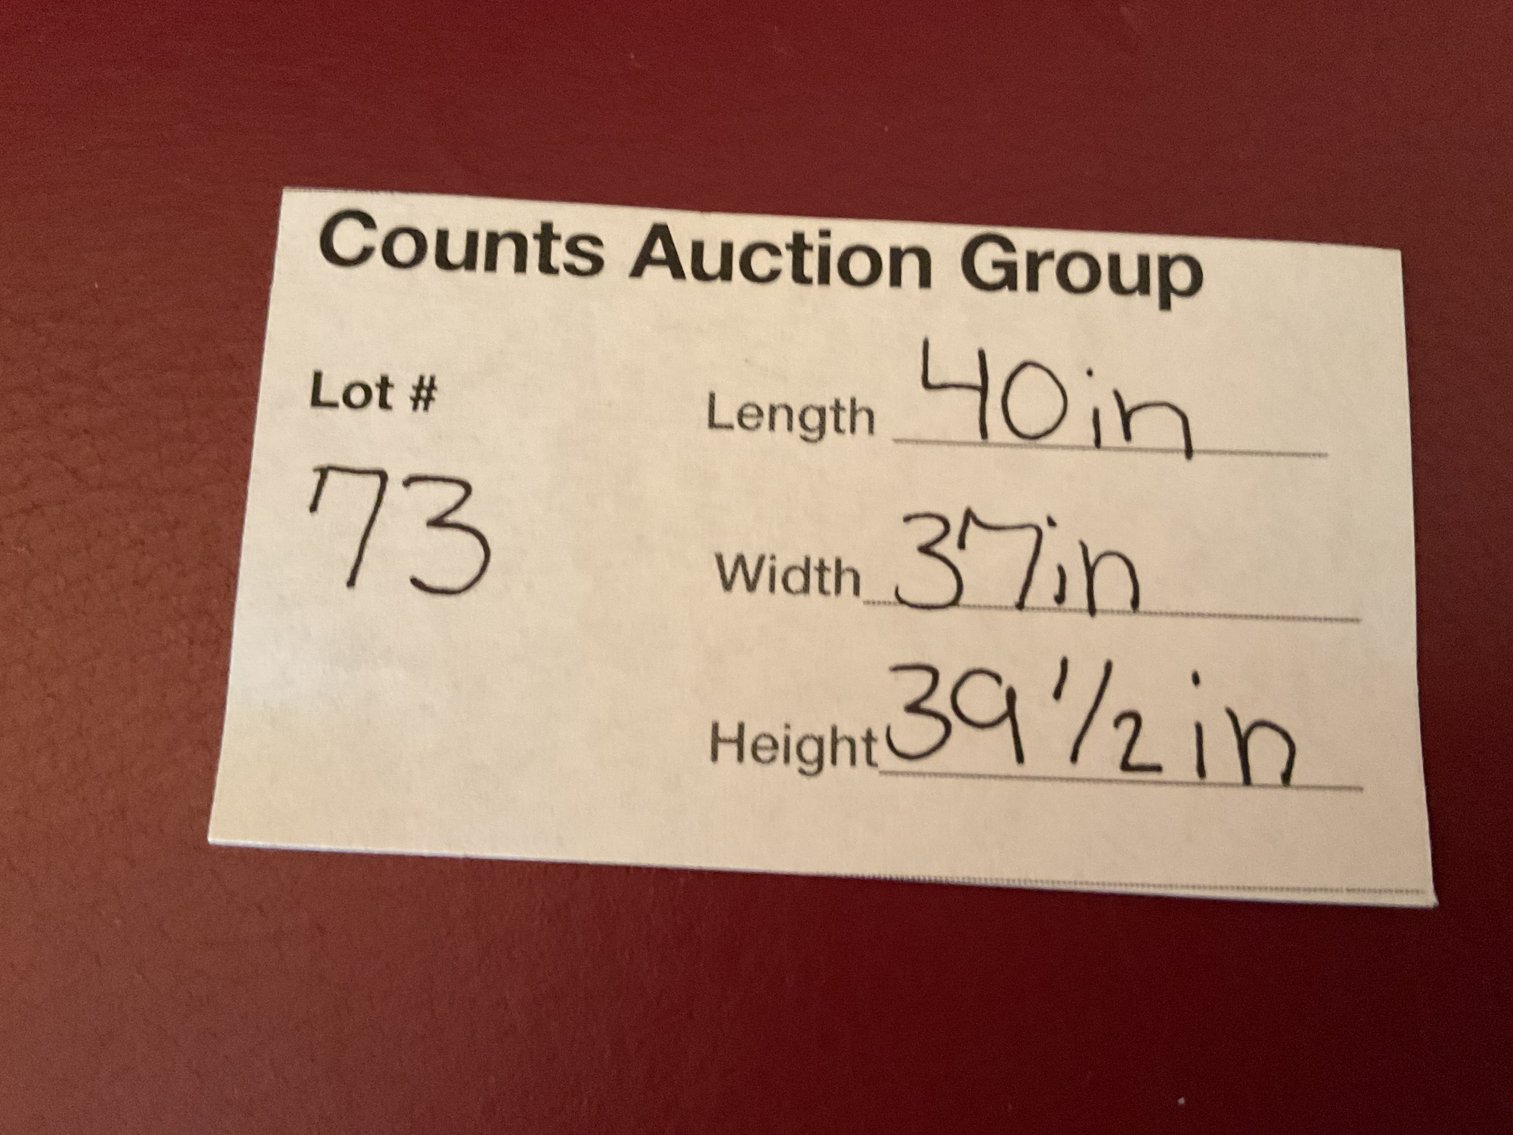 Counts Auction Group
Lot #
73
Length 40in
Width 37in
Height 39 1/2 in